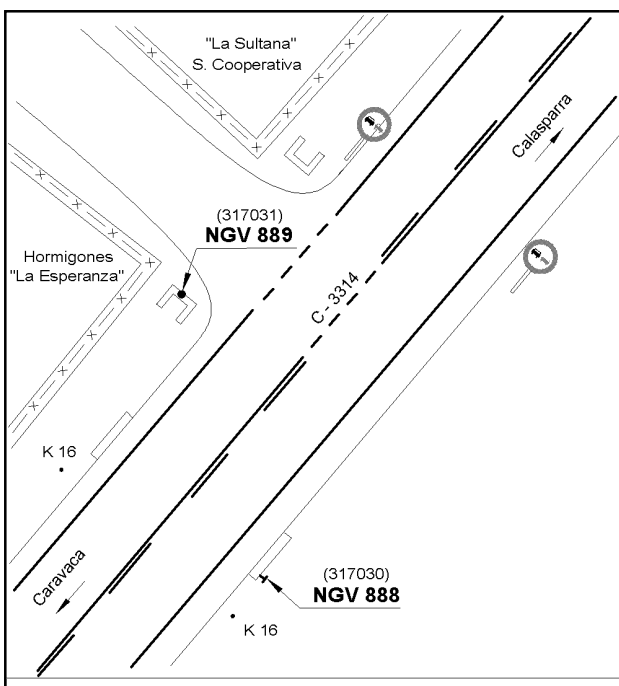 "La Sultana"
S. Cooperativa
Calasparra
(317031)
NGV 889
Hormigones
"La Esperanza"
C - 3314
K 16
Caravaca
(317030)
NGV 888
K 16